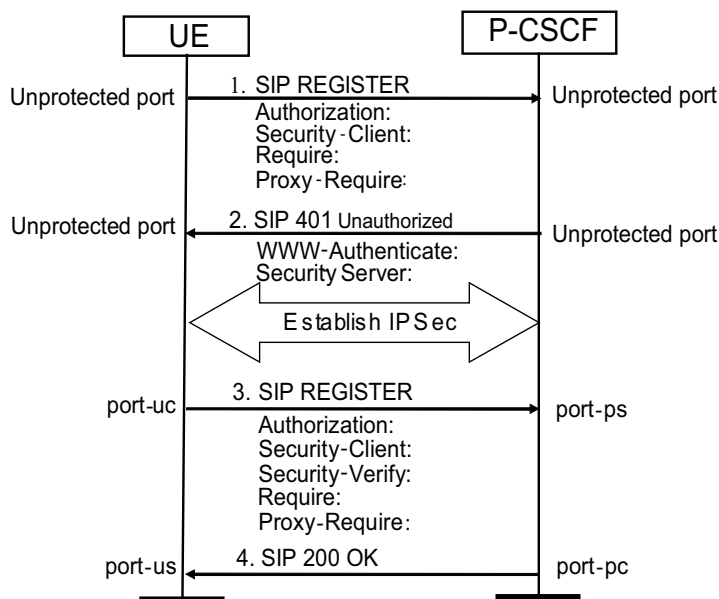 UE
P-CSCF
1. SIP REGISTER
Unprotected port
Unprotected port
Authorization:
Security-Client:
Require:
Proxy-Require:
2. SIP 401 Unauthorized
Unprotected port
Unprotected port
WWW-Authenticate:
Security Server:
Establish IPSec
3. SIP REGISTER
port-uc
port-ps
Authorization:
Security-Client:
Security-Verify:
Require:
Proxy-Require:
4. SIP 200 OK
port-us
port-pc